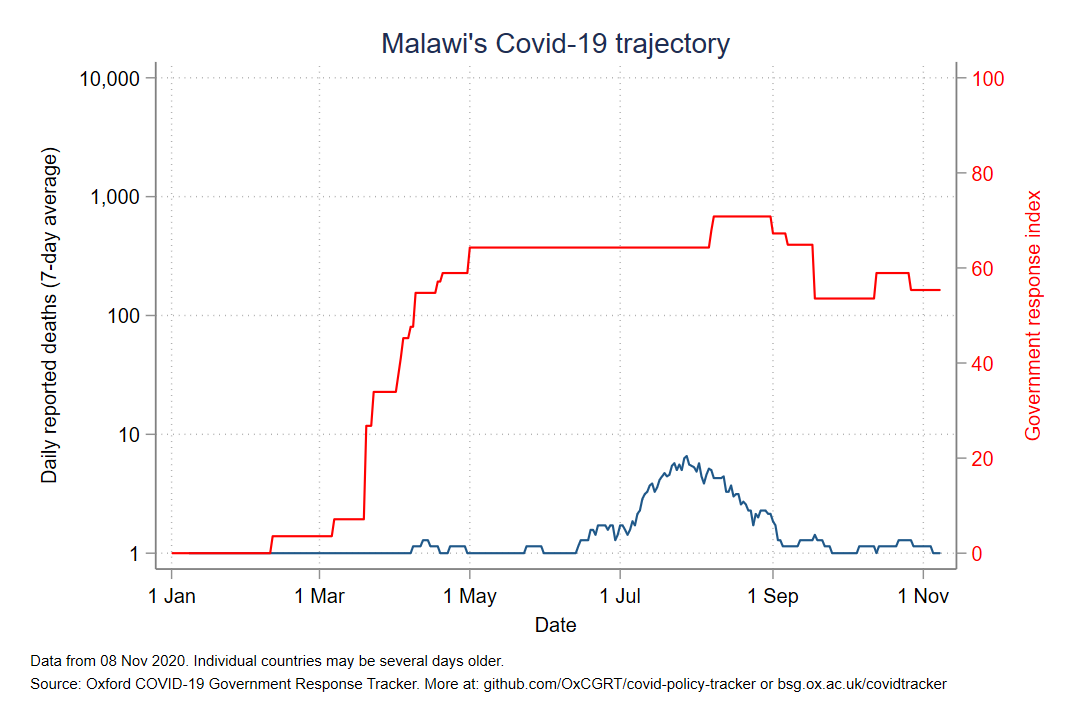 Malawi's Covid-19 trajectory
10,000
1,000
100
10
1
Daily reported deaths (7-day average)
100
80
60
40
20
0
Government response index
1 Jan
1 Mar
1 May
1 Jul
1 Sep
1 Nov
Date
Data from 08 Nov 2020. Individual countries may be several days older.
Source: Oxford COVID-19 Government Response Tracker. More at: github.com/OxCGRT/covid-policy-tracker or bsg.ox.ac.uk/covidtracker